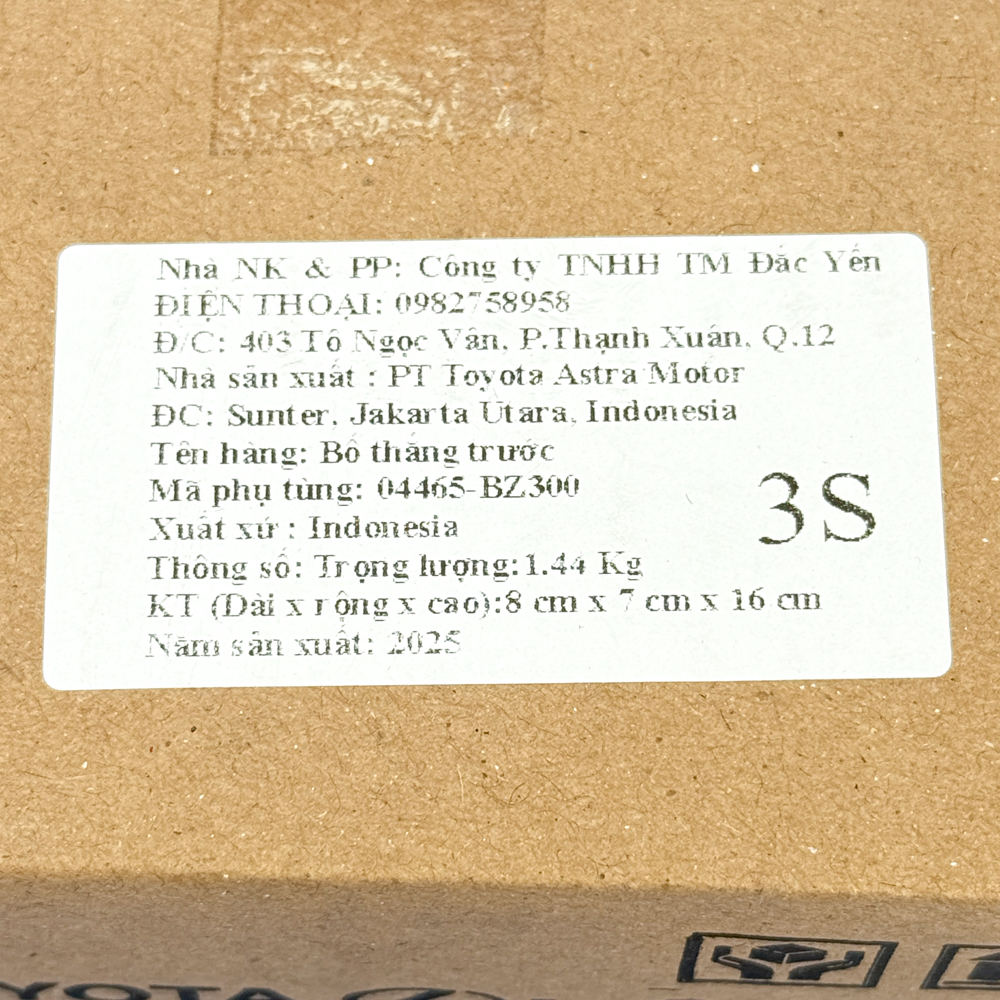 Nhà NK & PP: Công ty TNHH TM Đắc Yến
ĐIỆN THOẠI: 0982758958
Đ/C: 403 Tô Ngọc Vân, P.Thạnh Xuân, Q.12
Nhà sản xuất : PT Toyota Astra Motor
ĐC: Sunter, Jakarta Utara, Indonesia
Tên hàng: Bố thắng trước
Mã phụ tùng: 04465-BZ300
3S
Xuất xứ : Indonesia
Thông số: Trọng lượng:1.44 Kg
KT (Dài x rộng x cao):8 cm x 7 cm x 16 cm
Năm sản xuất: 2025